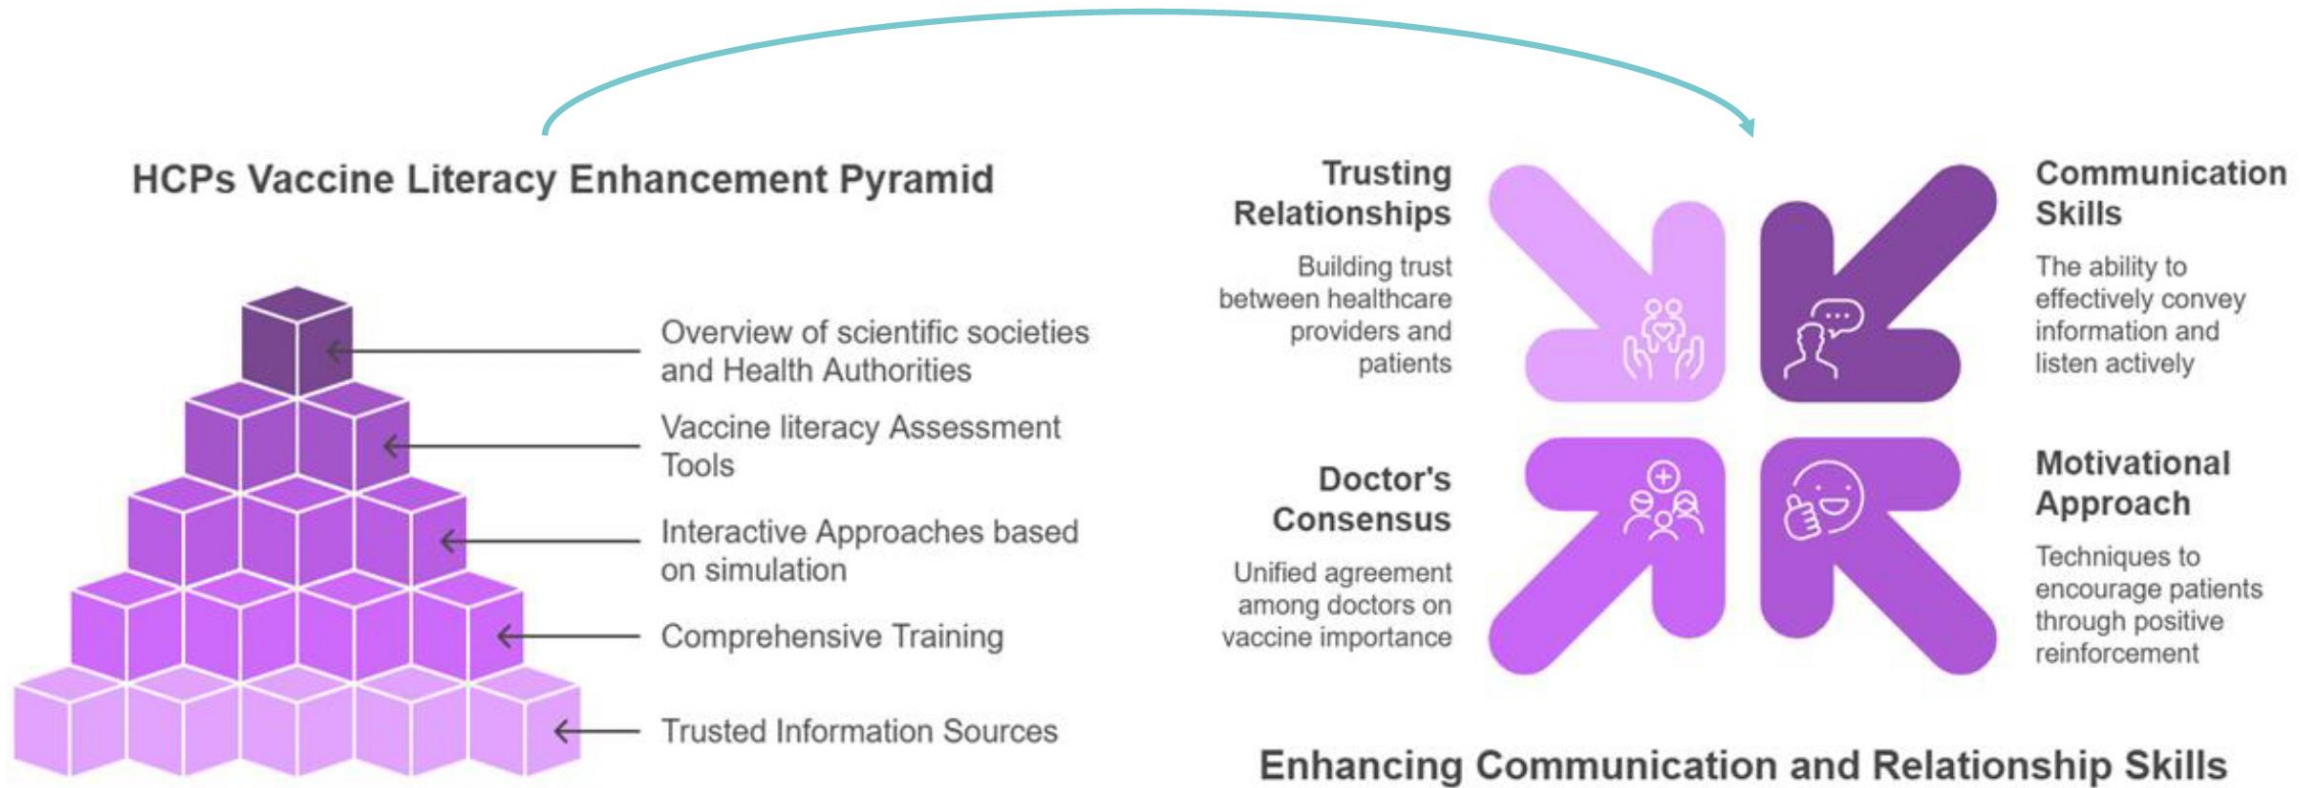 HCPs Vaccine Literacy Enhancement Pyramid
Overview of scientific societies
and Health Authorities
Vaccine literacy Assessment
Tools
Interactive Approaches based
on simulation
Comprehensive Training
Trusted Information Sources
Trusting
Relationships
Building trust
between healthcare
providers and
patients
Communication
Skills
The ability to
effectively convey
information and
listen actively
Doctor's
Consensus
Unified agreement
among doctors on
vaccine importance
Motivational
Approach
Techniques to
encourage patients
through positive
reinforcement
Enhancing Communication and Relationship Skills